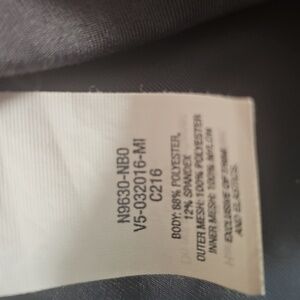 N9630-NB0
V5-032016-MI
C216
BODY: 88% POLYESTER,
12% SPANDEX
OUTER MESH: 100% POLYESTER
INNER MESH: 100% NYLON
EXCLUSIVE OF TRIM
AND ELASTICS.